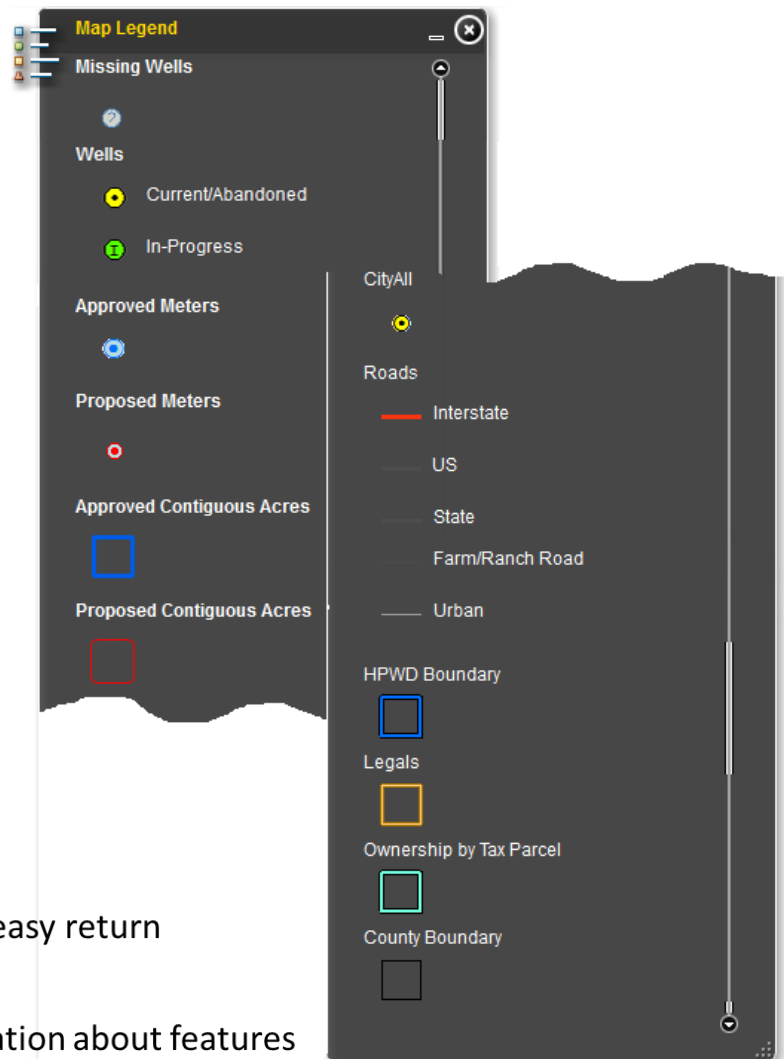 Map Legend
Missing Wells
Wells
Current/Abandoned
In-Progress
Approved Meters
Proposed Meters
Approved Contiguous Acres
Proposed Contiguous Acres
CityAll
Roads
Interstate
US
State
Farm/Ranch Road
Urban
HPWD Boundary
Legals
Ownership by Tax Parcel
County Boundary
easy return
ation about features